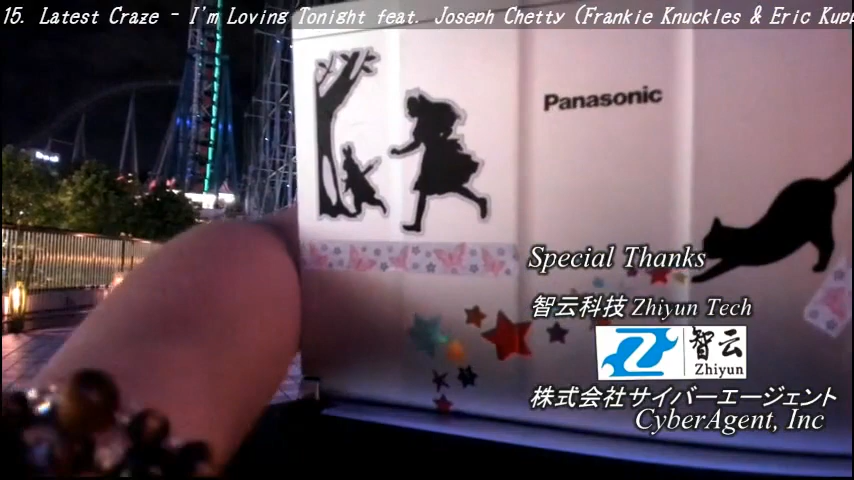 15. Latest Craze - I'm Loving Tonight feat. Joseph Chetty (Frankie Knuckles & Eric Kupp
Panasonic
Special Thanks
智云科技 Zhiyun Tech
智云
Zhiyun
株式会社サイバーエージェント
CyberAgent, Inc